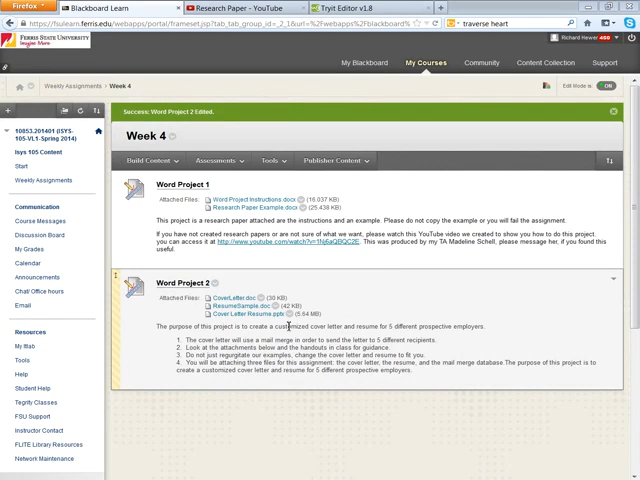 Firefox
Blackboard Learn
Research Paper - YouTube
TryIt Editor v1.8
https://fsulearn.ferris.edu/webapps/portal/frameset.jsp?tab_tab_group_id=_2_1&url=%2Fwebapps%2Fblackboard%
traverse heart
FERRIS STATE UNIVERSITY
Imagine More
Richard Hewer 480
My Blackboard
My Courses
Community
Content Collection
Support
Weekly Assignments
Week 4
Edit Mode is: ON
10853.201401 (ISYS-
105-VL1-Spring 2014)
Isys 105 Content
Start
Weekly Assignments
Communication
Course Messages
Discussion Board
My Grades
Calendar
Announcements
Chat/ Office hours
Email
Resources
My Itlab
Tools
Help
Student Help
Tegrity Classes
FSU Support
Instructor Contact
FLITE Library Resources
Network Maintenance
Success: Word Project 2 Edited.
Week 4
Build Content
Assessments
Tools
Publisher Content
Word Project 1
Attached Files: Word Project Instructions.docx (16.037 KB)
Research Paper Example.docx (25.438 KB)
This project is a research paper attached are the instructions and an example. Please do not copy the example or you will fail the assignment.
If you have not created research papers or are not sure of what we want, please watch this YouTube video we created to show you how to do this project.
you can access it at http://www.youtube.com/watch?v=1Nj6aQBQC2E. This was produced by my TA Madeline Schell, please message her, if you found this
useful.
Word Project 2
Attached Files: CoverLetter.doc (30 KB)
ResumeSample.doc (42 KB)
Cover Letter Resume.pptx (5.64 MB)
The purpose of this project is to create a customized cover letter and resume for 5 different prospective employers.
1. The cover letter will use a mail merge in order to send the letter to 5 different recipients.
2. Look at the attachments below and the handouts in class for guidance.
3. Do not just regurgitate our examples, change the cover letter and resume to fit you.
4. You will be attaching three files for this assignment: the cover letter, the resume, and the mail merge database.The purpose of this project is to
create a customized cover letter and resume for 5 different prospective employers.